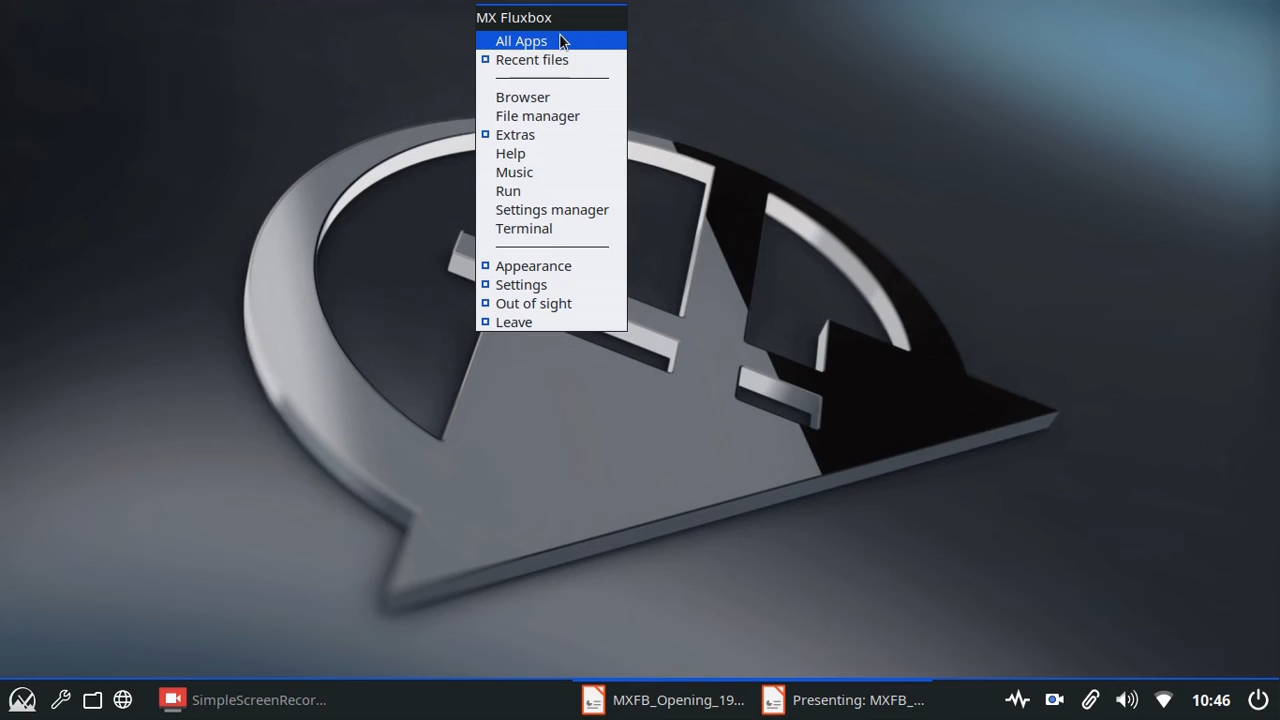 MX Fluxbox
All Apps
Recent files
Browser
File manager
Extras
Help
Music
Run
Settings manager
Terminal
Appearance
Settings
Out of sight
Leave
SimpleScreenRecor...
MXFB_Opening_19...
Presenting: MXFB_...
10:46